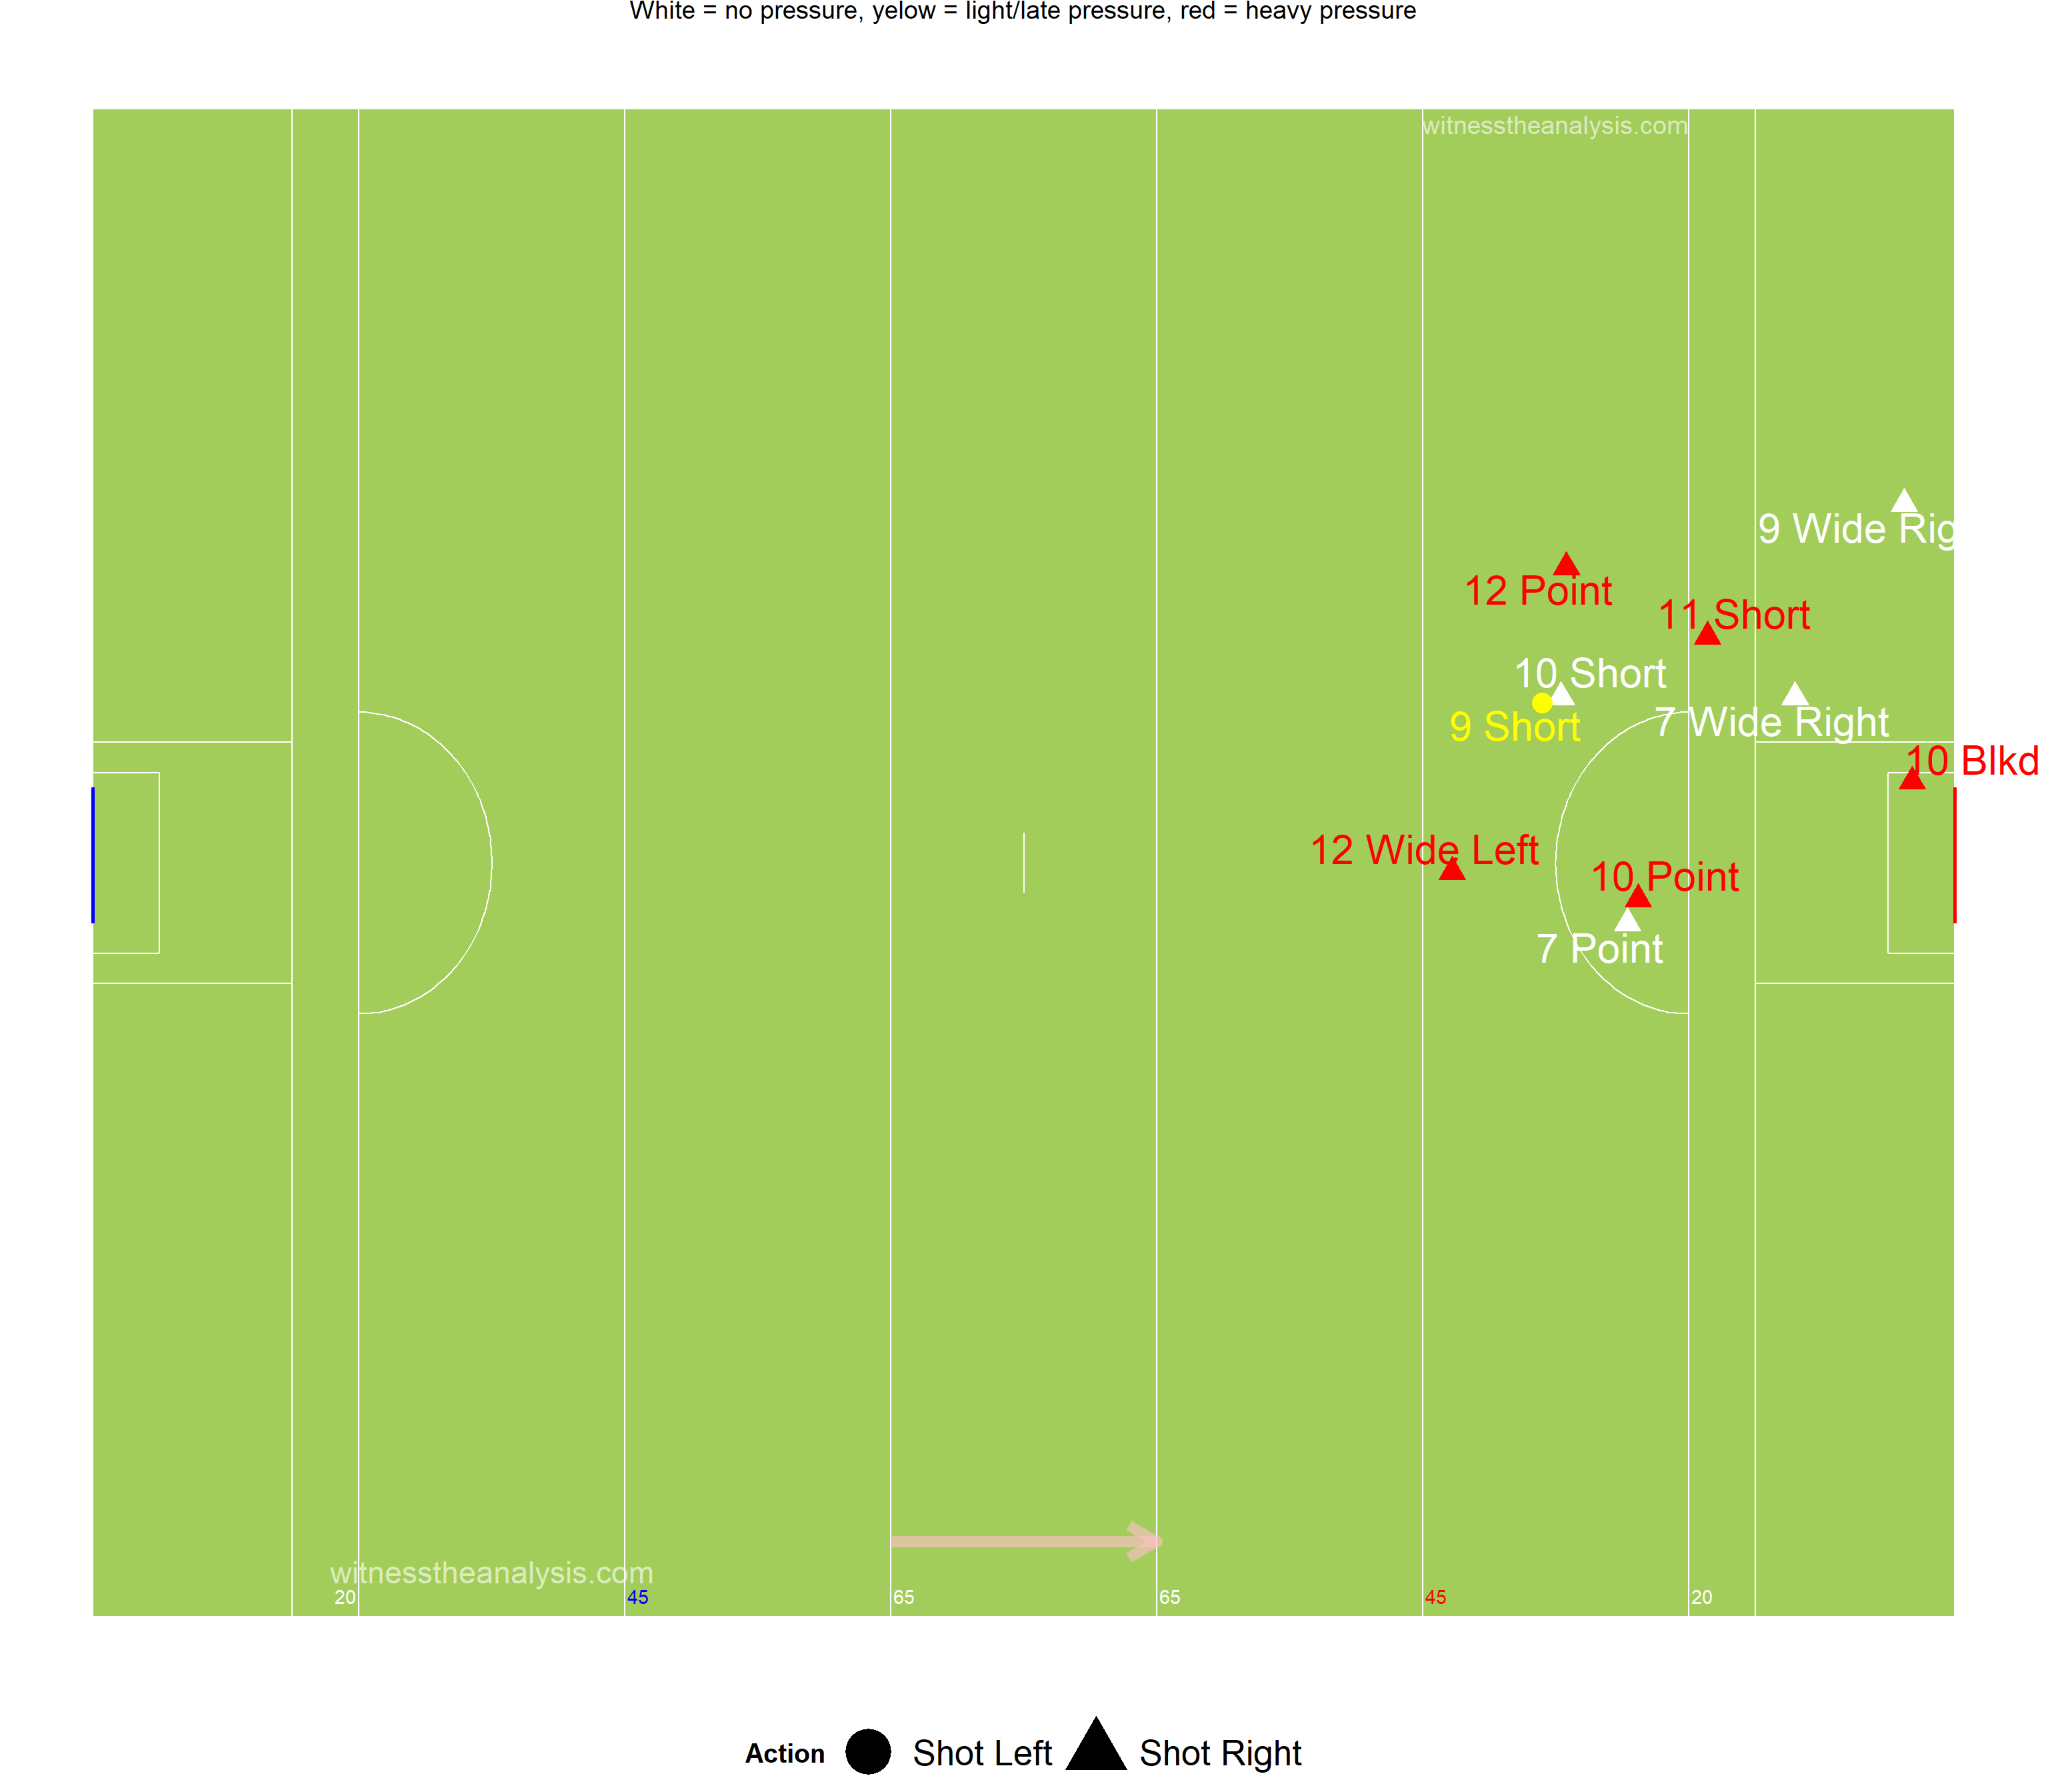 White = no pressure, yelow = light/late pressure, red = heavy pressure
witnesstheanalysis.com
9 Wide Rig
12 Point
11 Short
10 Short
7 Wide Right
9 Short
10 Blkd
12 Wide Left
10 Point
7 Point
witnesstheanalysis.com
20 45 65 65 45 20
Action Shot Left Shot Right